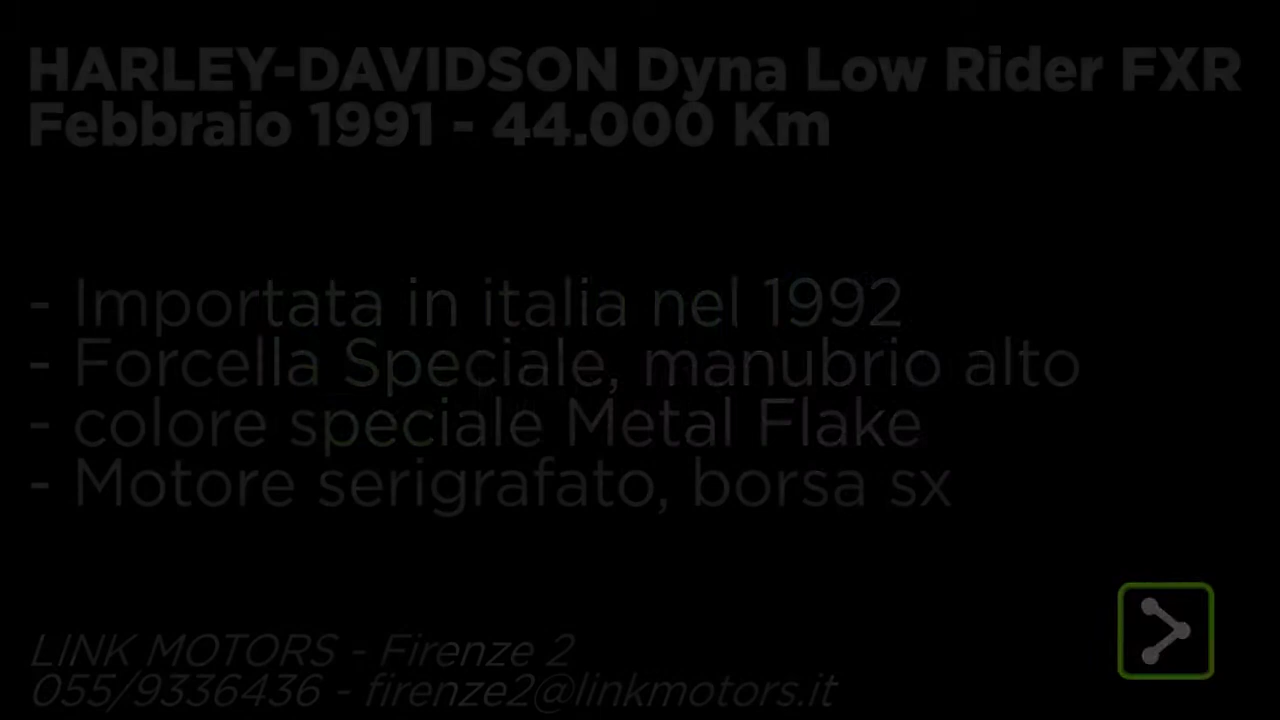 HARLEY-DAVIDSON Dyna Low Rider FXR
Febbraio 1991 - 44.000 Km
- Importata in italia nel 1992
- Forcella Speciale, manubrio alto
- colore speciale Metal Flake
- Motore serigrafato, borsa sx
LINK MOTORS - Firenze 2
055/9336436 - firenze2@linkmotors.it